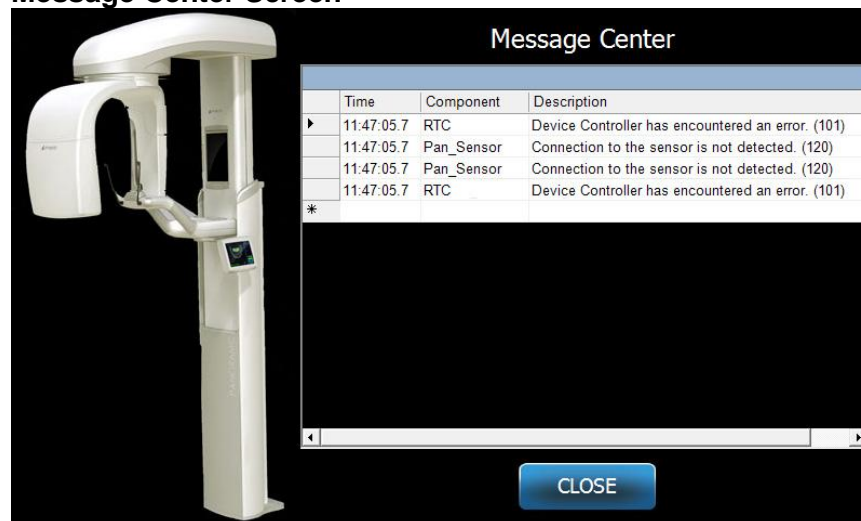 Message Center Screen
Message Center
Time Component Description
11:47:05.7 RTC Device Controller has encountered an error. (101)
11:47:05.7 Pan_Sensor Connection to the sensor is not detected. (120)
11:47:05.7 Pan_Sensor Connection to the sensor is not detected. (120)
11:47:05.7 RTC Device Controller has encountered an error. (101)
*
CLOSE